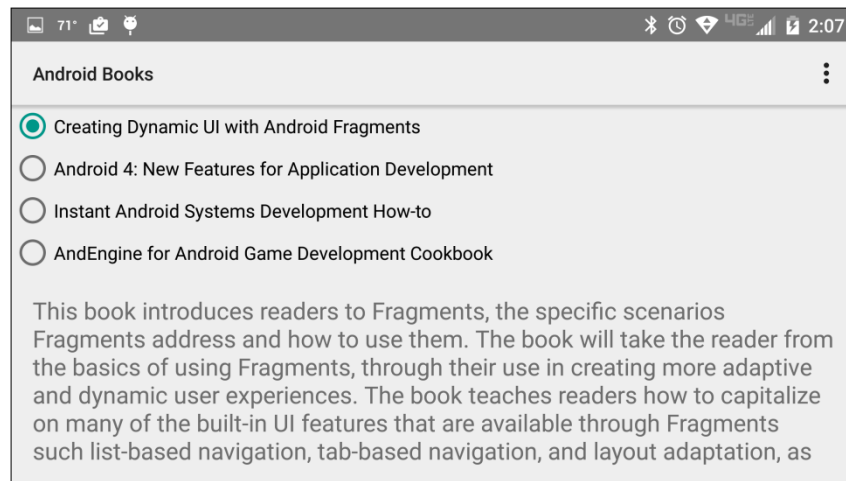 71° 4G 2:07
Android Books
Creating Dynamic UI with Android Fragments
Android 4: New Features for Application Development
Instant Android Systems Development How-to
AndEngine for Android Game Development Cookbook
This book introduces readers to Fragments, the specific scenarios
Fragments address and how to use them. The book will take the reader from
the basics of using Fragments, through their use in creating more adaptive
and dynamic user experiences. The book teaches readers how to capitalize
on many of the built-in UI features that are available through Fragments
such list-based navigation, tab-based navigation, and layout adaptation, as